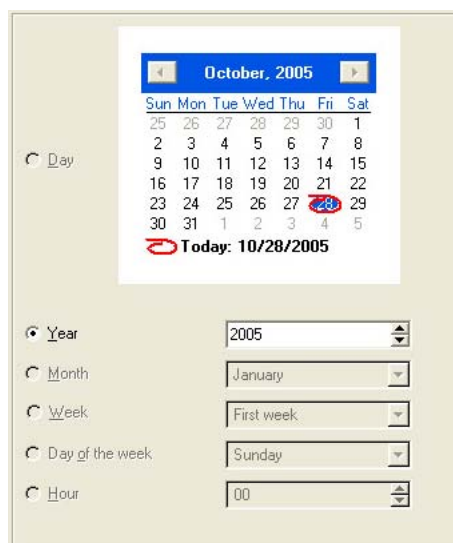 October, 2005
Sun Mon Tue Wed Thu Fri Sat
25 26 27 28 29 30 1
2 3 4 5 6 7 8
9 10 11 12 13 14 15
16 17 18 19 20 21 22
23 24 25 26 27 28 29
30 31 1 2 3 4 5
Today: 10/28/2005
Day
Year 2005
Month January
Week First week
Day of the week Sunday
Hour 00